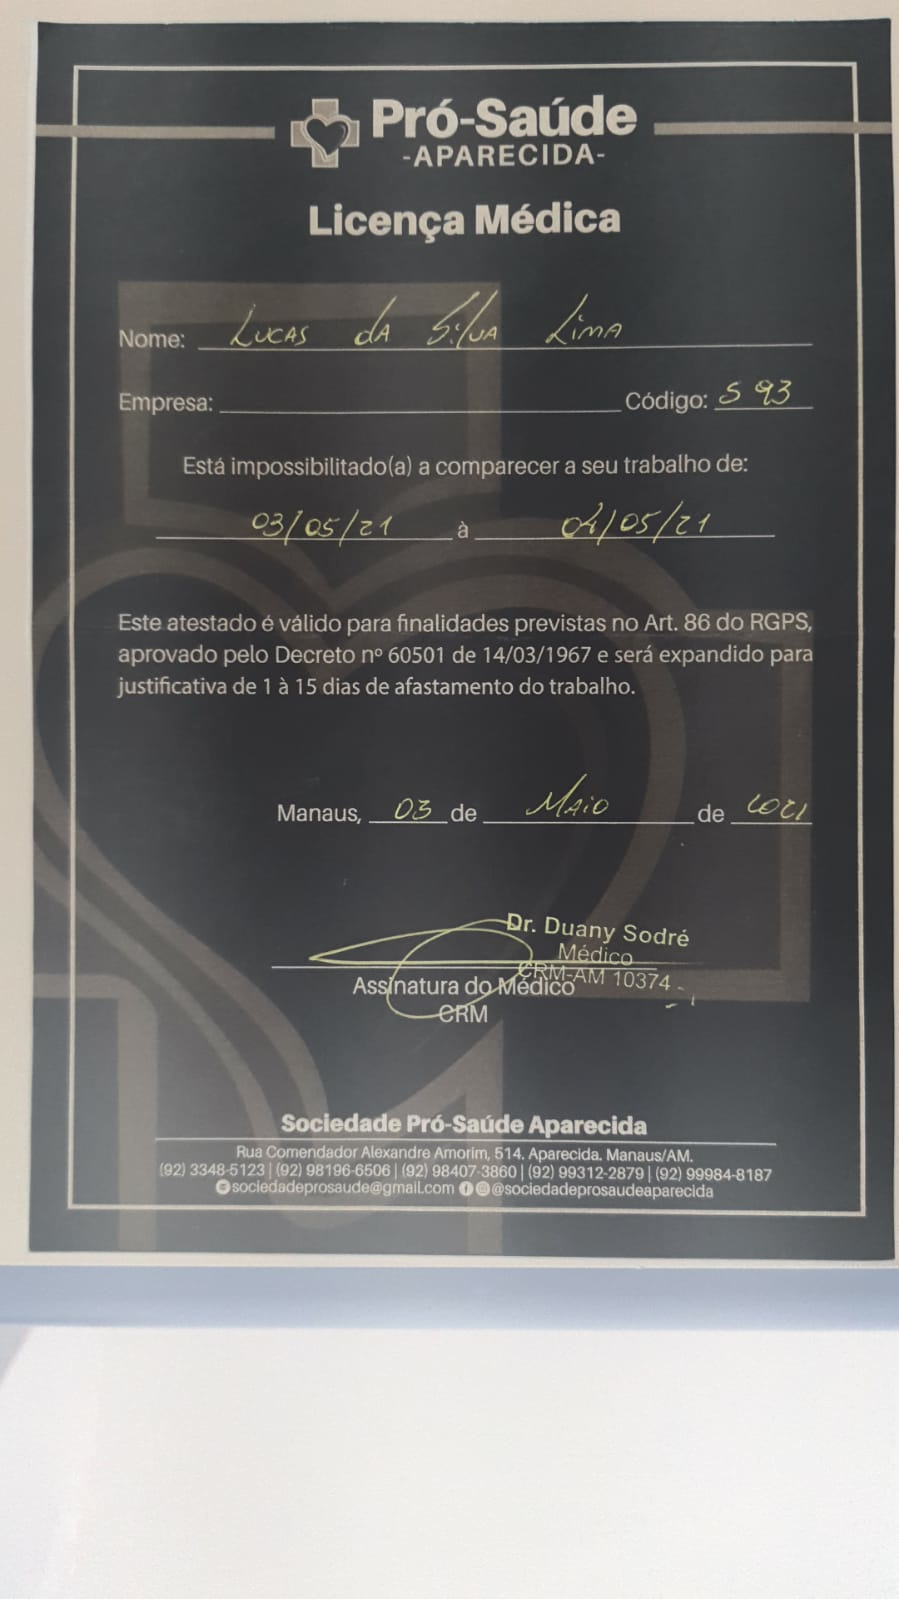 Pró-Saúde
-APARECIDA-
Licença Médica
Nome: Lucas da Silva Lima
Empresa: Código: S 93
Está impossibilitado(a) a comparecer a seu trabalho de:
03/05/21 à 04/05/21
Este atestado é válido para finalidades previstas no Art. 86 do RGPS,
aprovado pelo Decreto nº 60501 de 14/03/1967 e será expandido para
justificativa de 1 à 15 dias de afastamento do trabalho.
Manaus, 03 de Maio de 2021
Dr. Duany Sodré
Médico
CRM-AM 10374
Assinatura do Médico
CRM
Sociedade Pró-Saúde Aparecida
Rua Comendador Alexandre Amorim, 514. Aparecida. Manaus/AM.
(92) 3348-5123 | (92) 98196-6506 | (92) 98407-3860 | (92) 99312-2879 | (92) 99984-8187
sociedadeprosaude@gmail.com @sociedadeprosaudeaparecida